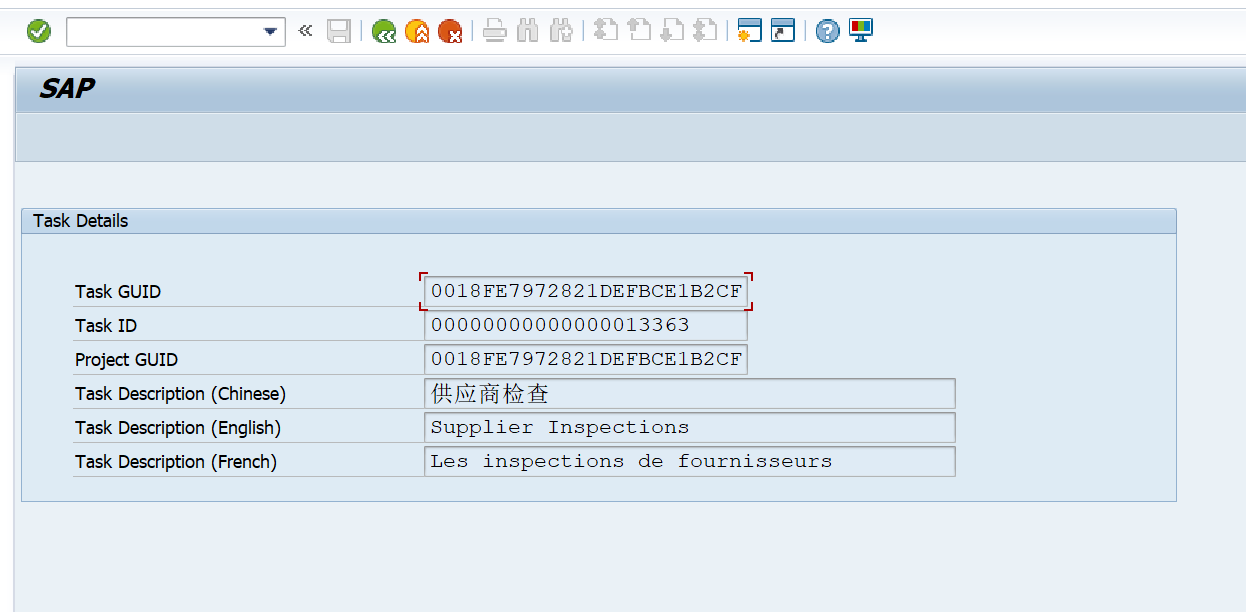 SAP
Task Details
Task GUID 0018FE7972821DEFBCE1B2CF
Task ID 00000000000000013363
Project GUID 0018FE7972821DEFBCE1B2CF
Task Description (Chinese) 供应商检查
Task Description (English) Supplier Inspections
Task Description (French) Les inspections de fournisseurs